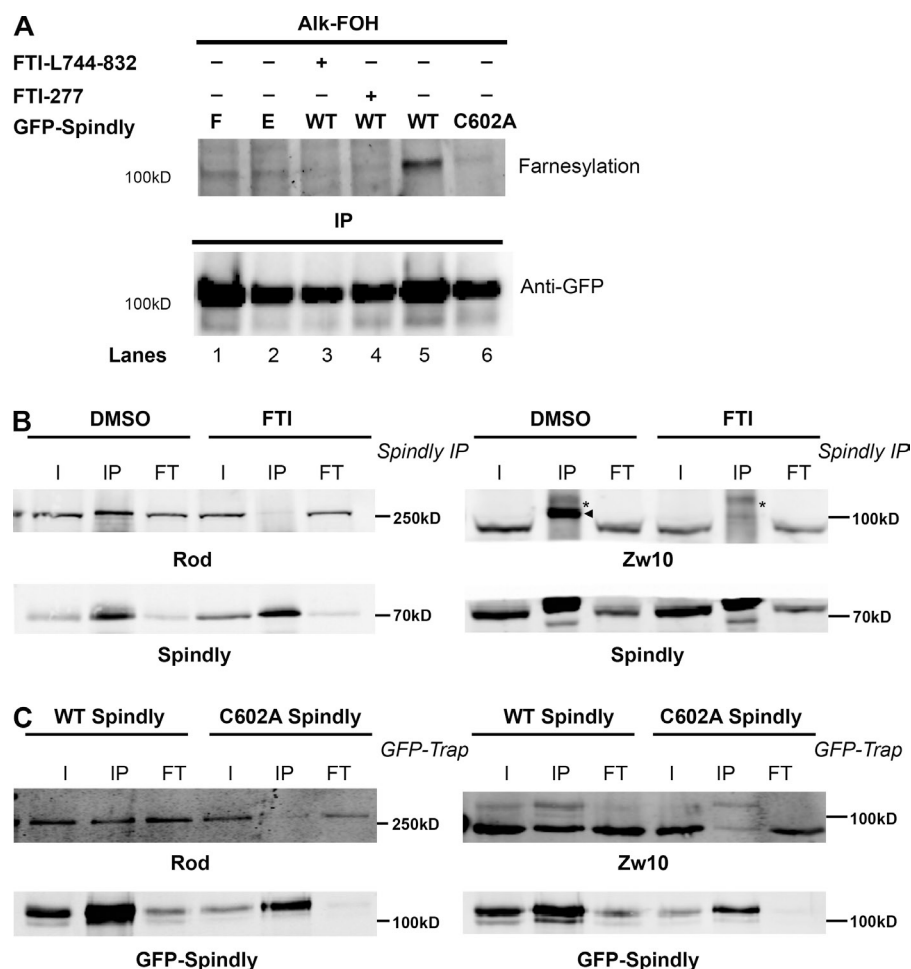 A
Alk-FOH
FTI-L744-832 – – + – – –
FTI-277 – – – + – –
GFP-Spindly F E WT WT WT C602A
100kD Farnesylation
IP
100kD Anti-GFP
Lanes 1 2 3 4 5 6
B
DMSO FTI
Spindly IP
I IP FT I IP FT
250kD
Rod
70kD
Spindly
DMSO FTI
Spindly IP
I IP FT I IP FT
* *
100kD
Zw10
70kD
Spindly
C
WT Spindly C602A Spindly
GFP-Trap
I IP FT I IP FT
250kD
Rod
100kD
GFP-Spindly
WT Spindly C602A Spindly
GFP-Trap
I IP FT I IP FT
100kD
Zw10
100kD
GFP-Spindly